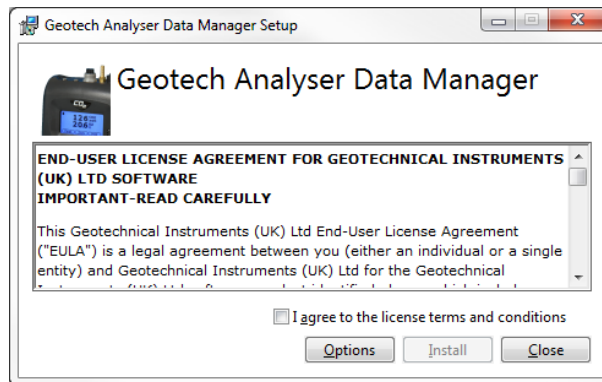 Geotech Analyser Data Manager Setup
Geotech Analyser Data Manager
CO₂
END-USER LICENSE AGREEMENT FOR GEOTECHNICAL INSTRUMENTS
(UK) LTD SOFTWARE
IMPORTANT-READ CAREFULLY
This Geotechnical Instruments (UK) Ltd End-User License Agreement
("EULA") is a legal agreement between you (either an individual or a single
entity) and Geotechnical Instruments (UK) Ltd for the Geotechnical
I agree to the license terms and conditions
Options
Install
Close